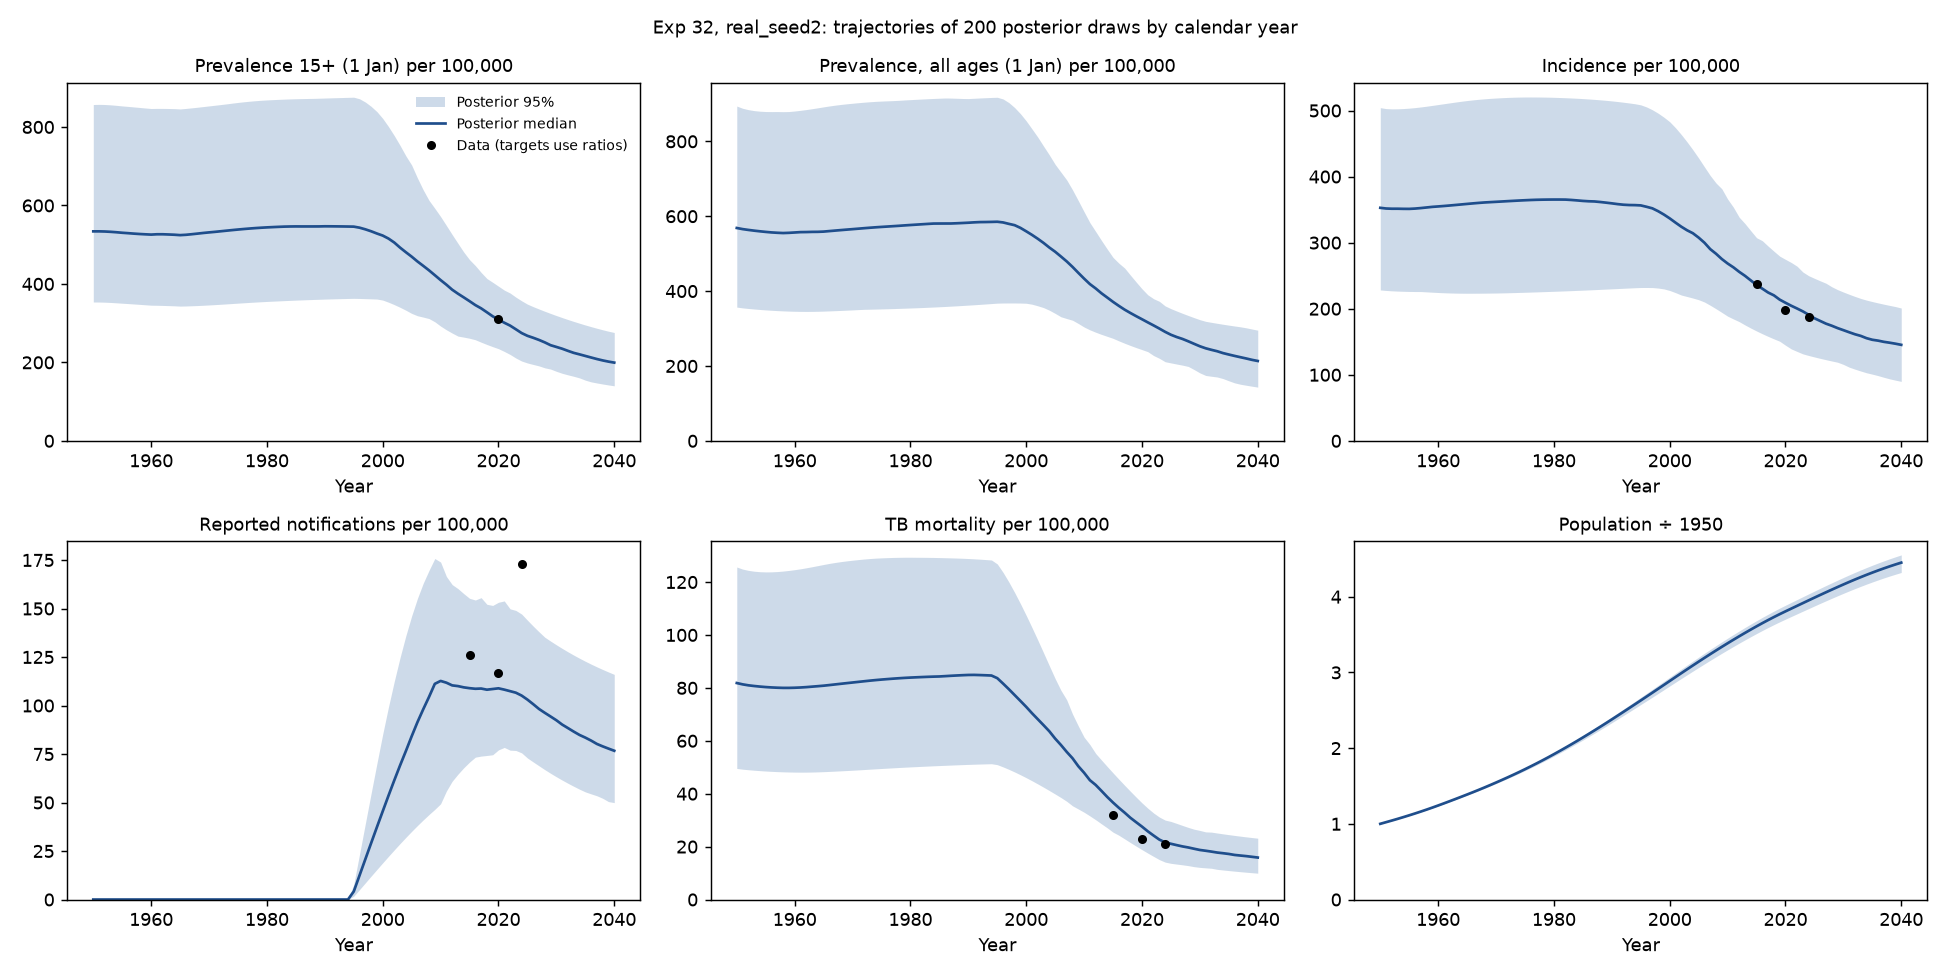 Exp 32, real_seed2: trajectories of 200 posterior draws by calendar year
Prevalence 15+ (1 Jan) per 100,000
Posterior 95%
Posterior median
Data (targets use ratios)
800
600
400
200
0
1960 1980 2000 2020 2040
Year
Prevalence, all ages (1 Jan) per 100,000
800
600
400
200
0
1960 1980 2000 2020 2040
Year
Incidence per 100,000
500
400
300
200
100
0
1960 1980 2000 2020 2040
Year
Reported notifications per 100,000
175
150
125
100
75
50
25
0
1960 1980 2000 2020 2040
Year
TB mortality per 100,000
120
100
80
60
40
20
0
1960 1980 2000 2020 2040
Year
Population ÷ 1950
4
3
2
1
0
1960 1980 2000 2020 2040
Year